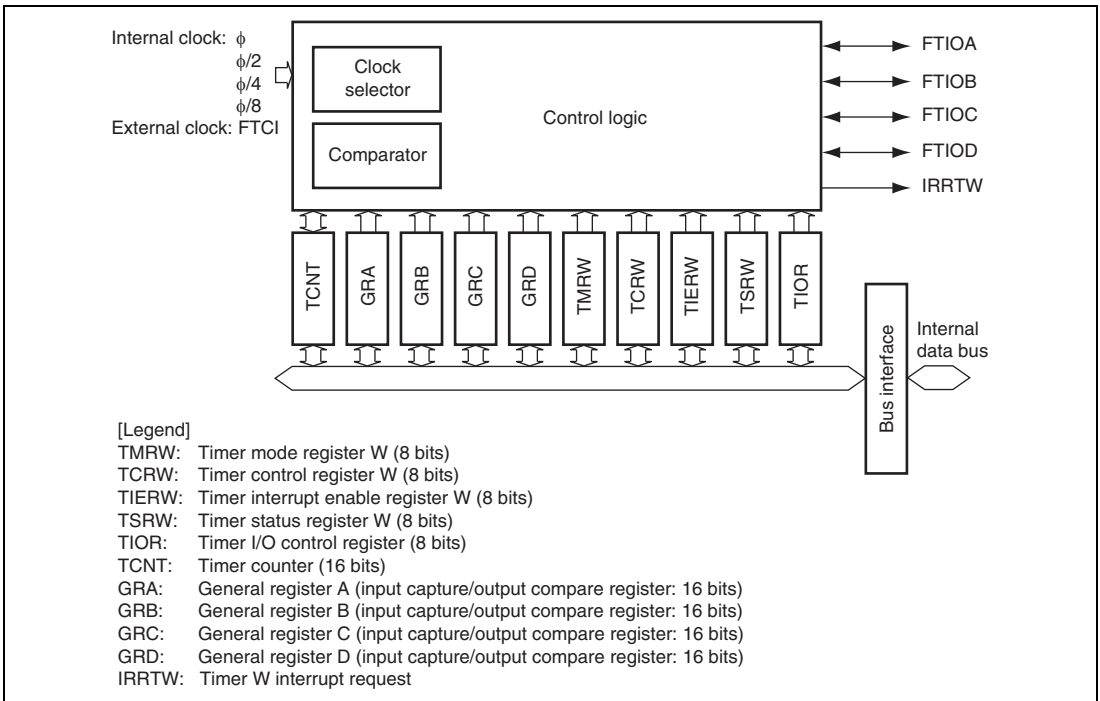 Internal clock: ϕ
ϕ/2
ϕ/4
ϕ/8
External clock: FTCI
Clock
selector
Comparator
Control logic
FTIOA
FTIOB
FTIOC
FTIOD
IRRTW
TCNT
GRA
GRB
GRC
GRD
TMRW
TCRW
TIERW
TSRW
TIOR
Bus interface
Internal
data bus
[Legend]
TMRW: Timer mode register W (8 bits)
TCRW: Timer control register W (8 bits)
TIERW: Timer interrupt enable register W (8 bits)
TSRW: Timer status register W (8 bits)
TIOR: Timer I/O control register (8 bits)
TCNT: Timer counter (16 bits)
GRA: General register A (input capture/output compare register: 16 bits)
GRB: General register B (input capture/output compare register: 16 bits)
GRC: General register C (input capture/output compare register: 16 bits)
GRD: General register D (input capture/output compare register: 16 bits)
IRRTW: Timer W interrupt request